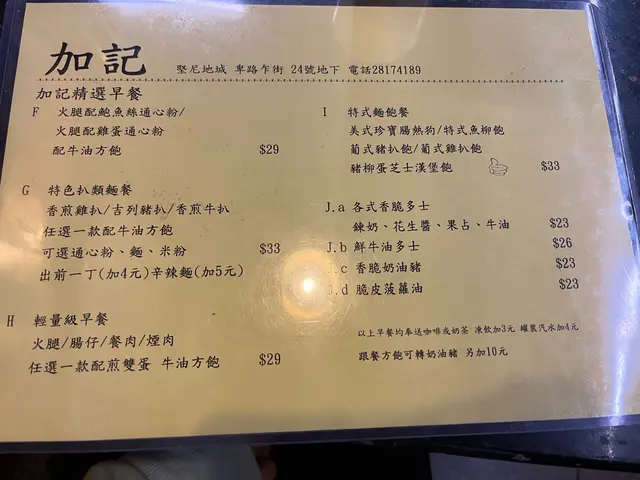 加記 堅尼地城 卑路乍街 24號地下 電話28174189
加記精選早餐
F 火腿配鮑魚絲通心粉/
火腿配雞蛋通心粉
配牛油方飽 $29
G 特色扒類麵餐
香煎雞扒/吉列豬扒/香煎牛扒
任選一款配牛油方飽
可選通心粉、麵、米粉 $33
出前一丁(加4元)辛辣麵(加5元)
H 輕量級早餐
火腿/腸仔/餐肉/煙肉
任選一款配煎雙蛋 牛油方飽 $29
I 特式麵飽餐
美式珍寶腸熱狗/特式魚柳飽
葡式豬扒飽/葡式雞扒飽
豬柳蛋芝士漢堡飽 $33
J.a 各式香脆多士
鍊奶、花生醬、果占、牛油 $23
J.b 鮮牛油多士 $26
J.c 香脆奶油豬 $23
J.d 脆皮菠蘿油 $23
以上早餐均奉送咖啡或奶茶 凍飲加3元 罐裝汽水加4元
跟餐方飽可轉奶油豬 另加10元